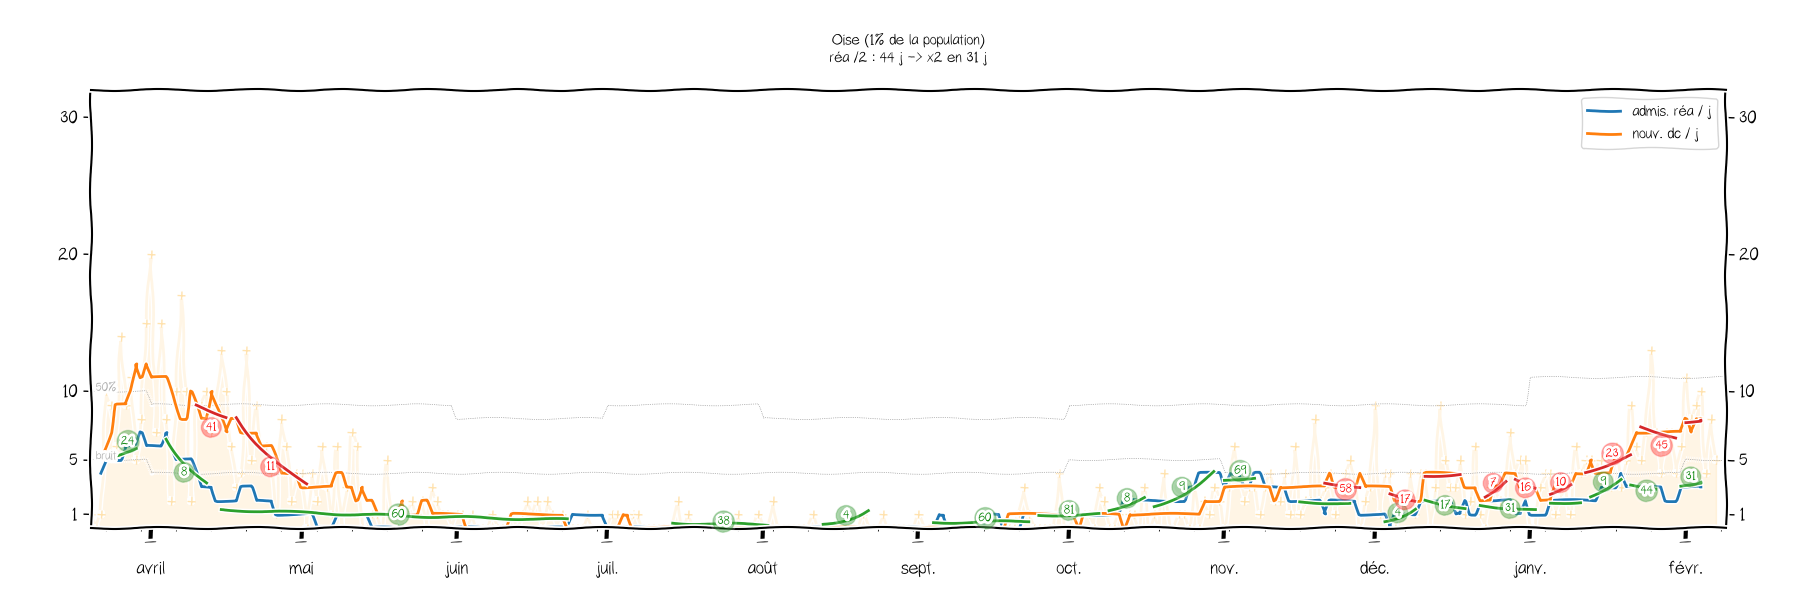 Oise (1% de la population)
réa /2 : 44 j -> x2 en 31 j
30
30
admis. réa / j
nouv. dc / j
20
20
10
50%
10
5
bruit
5
1
1
24
8
41
11
60
38
4
60
81
8
9
69
58
4
17
17
7
31
16
10
9
23
44
45
31
avril
mai
juin
juil.
août
sept.
oct.
nov.
déc.
janv.
févr.